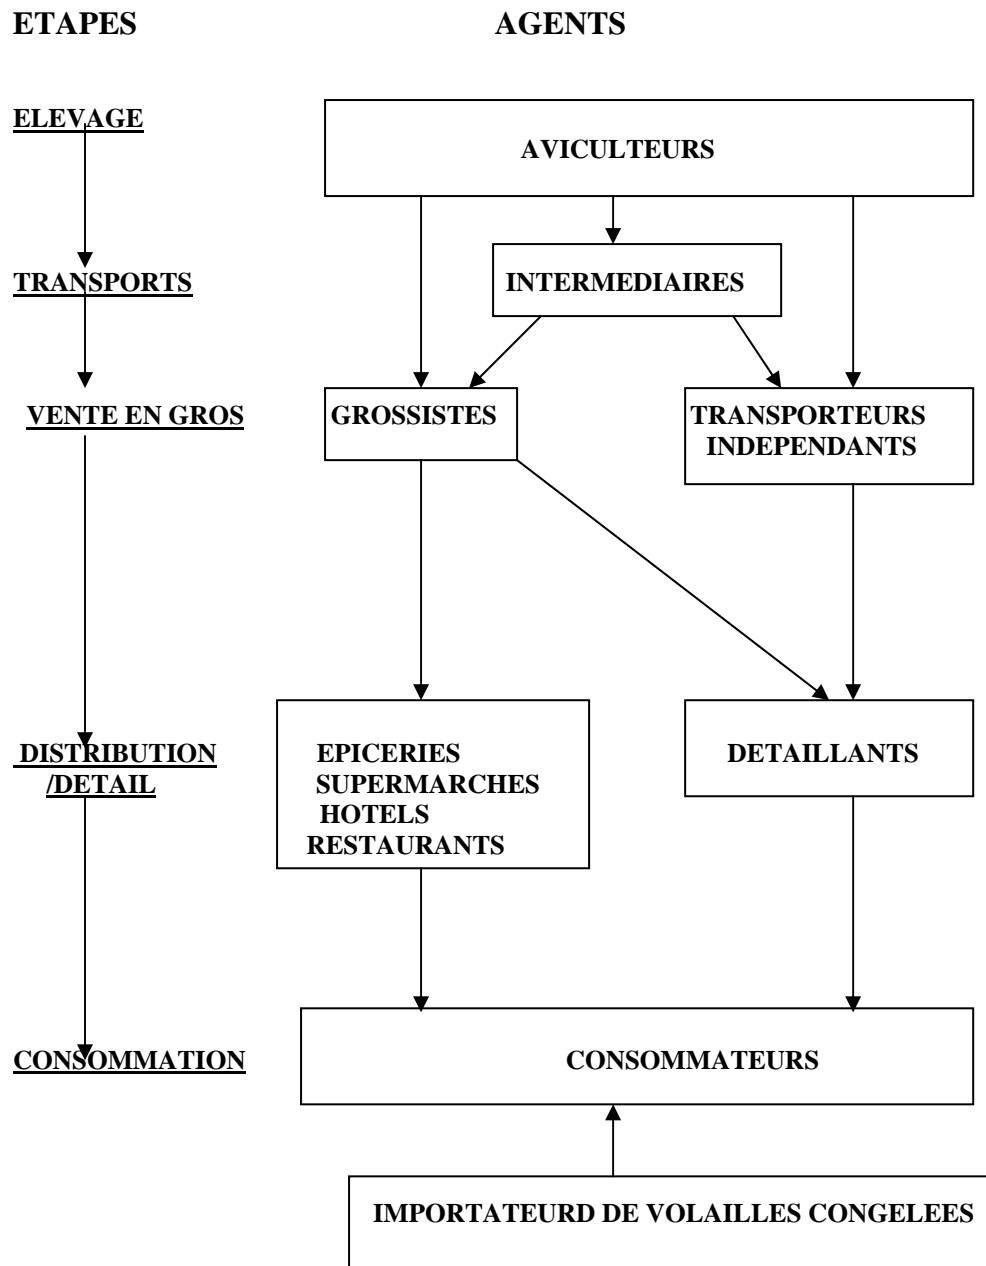 ETAPES AGENTS
ELEVAGE
AVICULTEURS
TRANSPORTS
INTERMEDIAIRES
VENTE EN GROS
GROSSISTES
TRANSPORTEURS
INDEPENDANTS
DISTRIBUTION
/DETAIL
EPICERIES
SUPERMARCHES
HOTELS
RESTAURANTS
DETAILLANTS
CONSOMMATION
CONSOMMATEURS
IMPORTATEURD DE VOLAILLES CONGELEES